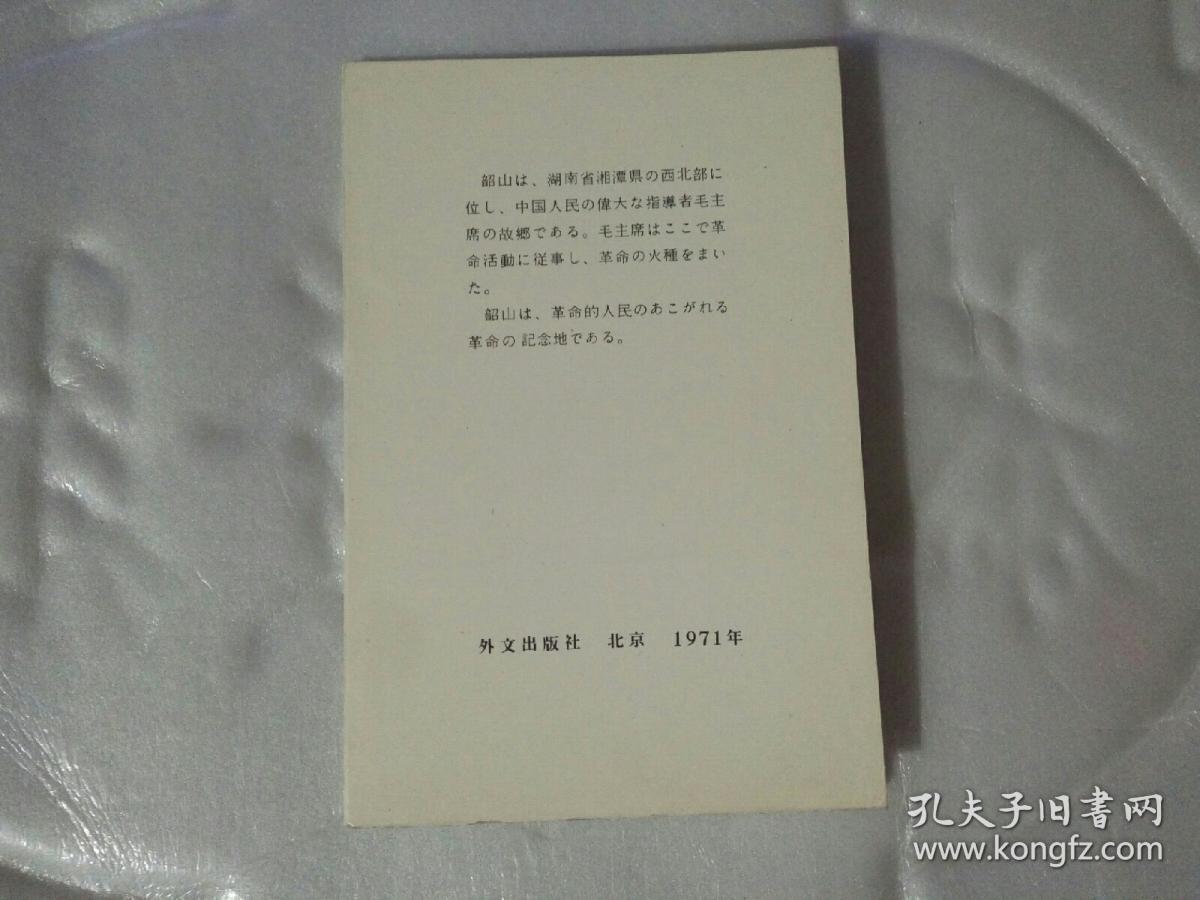 韶山は、湖南省湘潭県の西北部に
位し、中国人民の偉大な指導者毛主
席の故郷である。毛主席はここで革
命活動に従事し、革命の火種をまい
た。
韶山は、革命的人民のあこがれる
革命の記念地である。
外文出版社 北京 1971年
孔夫子旧书网
www.kongfz.com